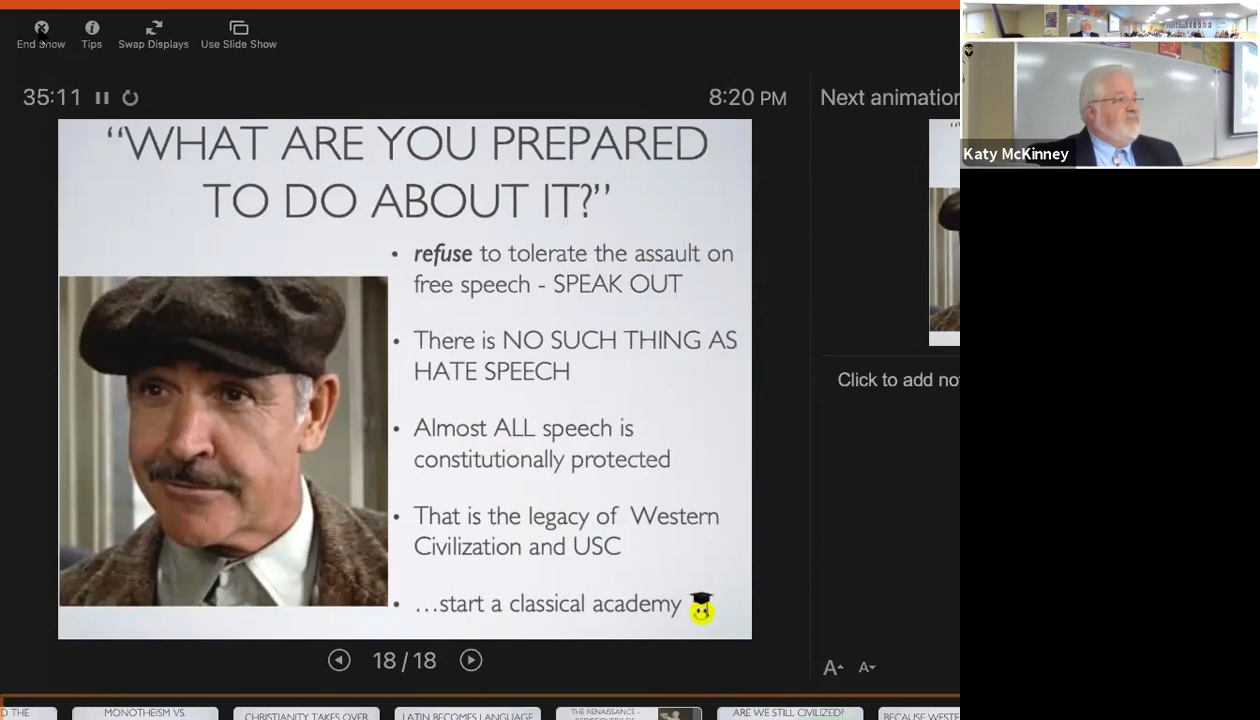 End Show
Tips
Swap Displays
Use Slide Show
35:11
8:20 PM
Next animation
“WHAT ARE YOU PREPARED
TO DO ABOUT IT?”
• refuse to tolerate the assault on
free speech - SPEAK OUT
• There is NO SUCH THING AS
HATE SPEECH
• Almost ALL speech is
constitutionally protected
• That is the legacy of Western
Civilization and USC
• …start a classical academy
18/18
Click to add no
A
A
Katy McKinney
D THE
MONOTHEISM VS.
CHRISTIANITY TAKES OVER
LATIN BECOMES LANGUAGE
THE RENAISSANCE -
ARE WE STILL CIVILIZED?
BECAUSE WESTE